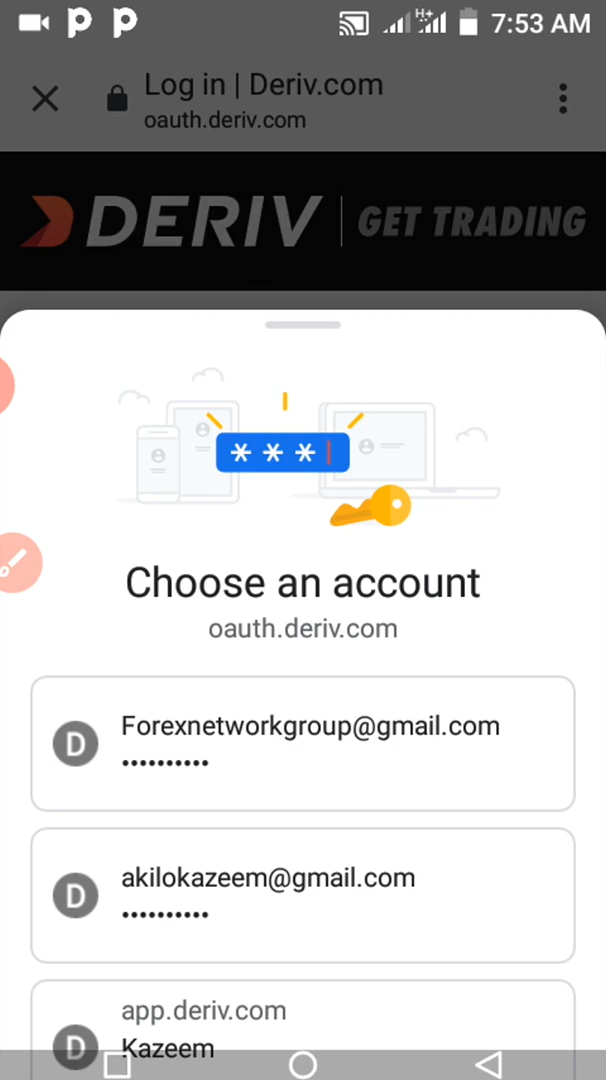 7:53 AM
Log in | Deriv.com
oauth.deriv.com
DERIV | GET TRADING
***
Choose an account
oauth.deriv.com
D
Forexnetworkgroup@gmail.com
••••••••••
D
akilokazeem@gmail.com
••••••••••
app.deriv.com
D
Kazeem